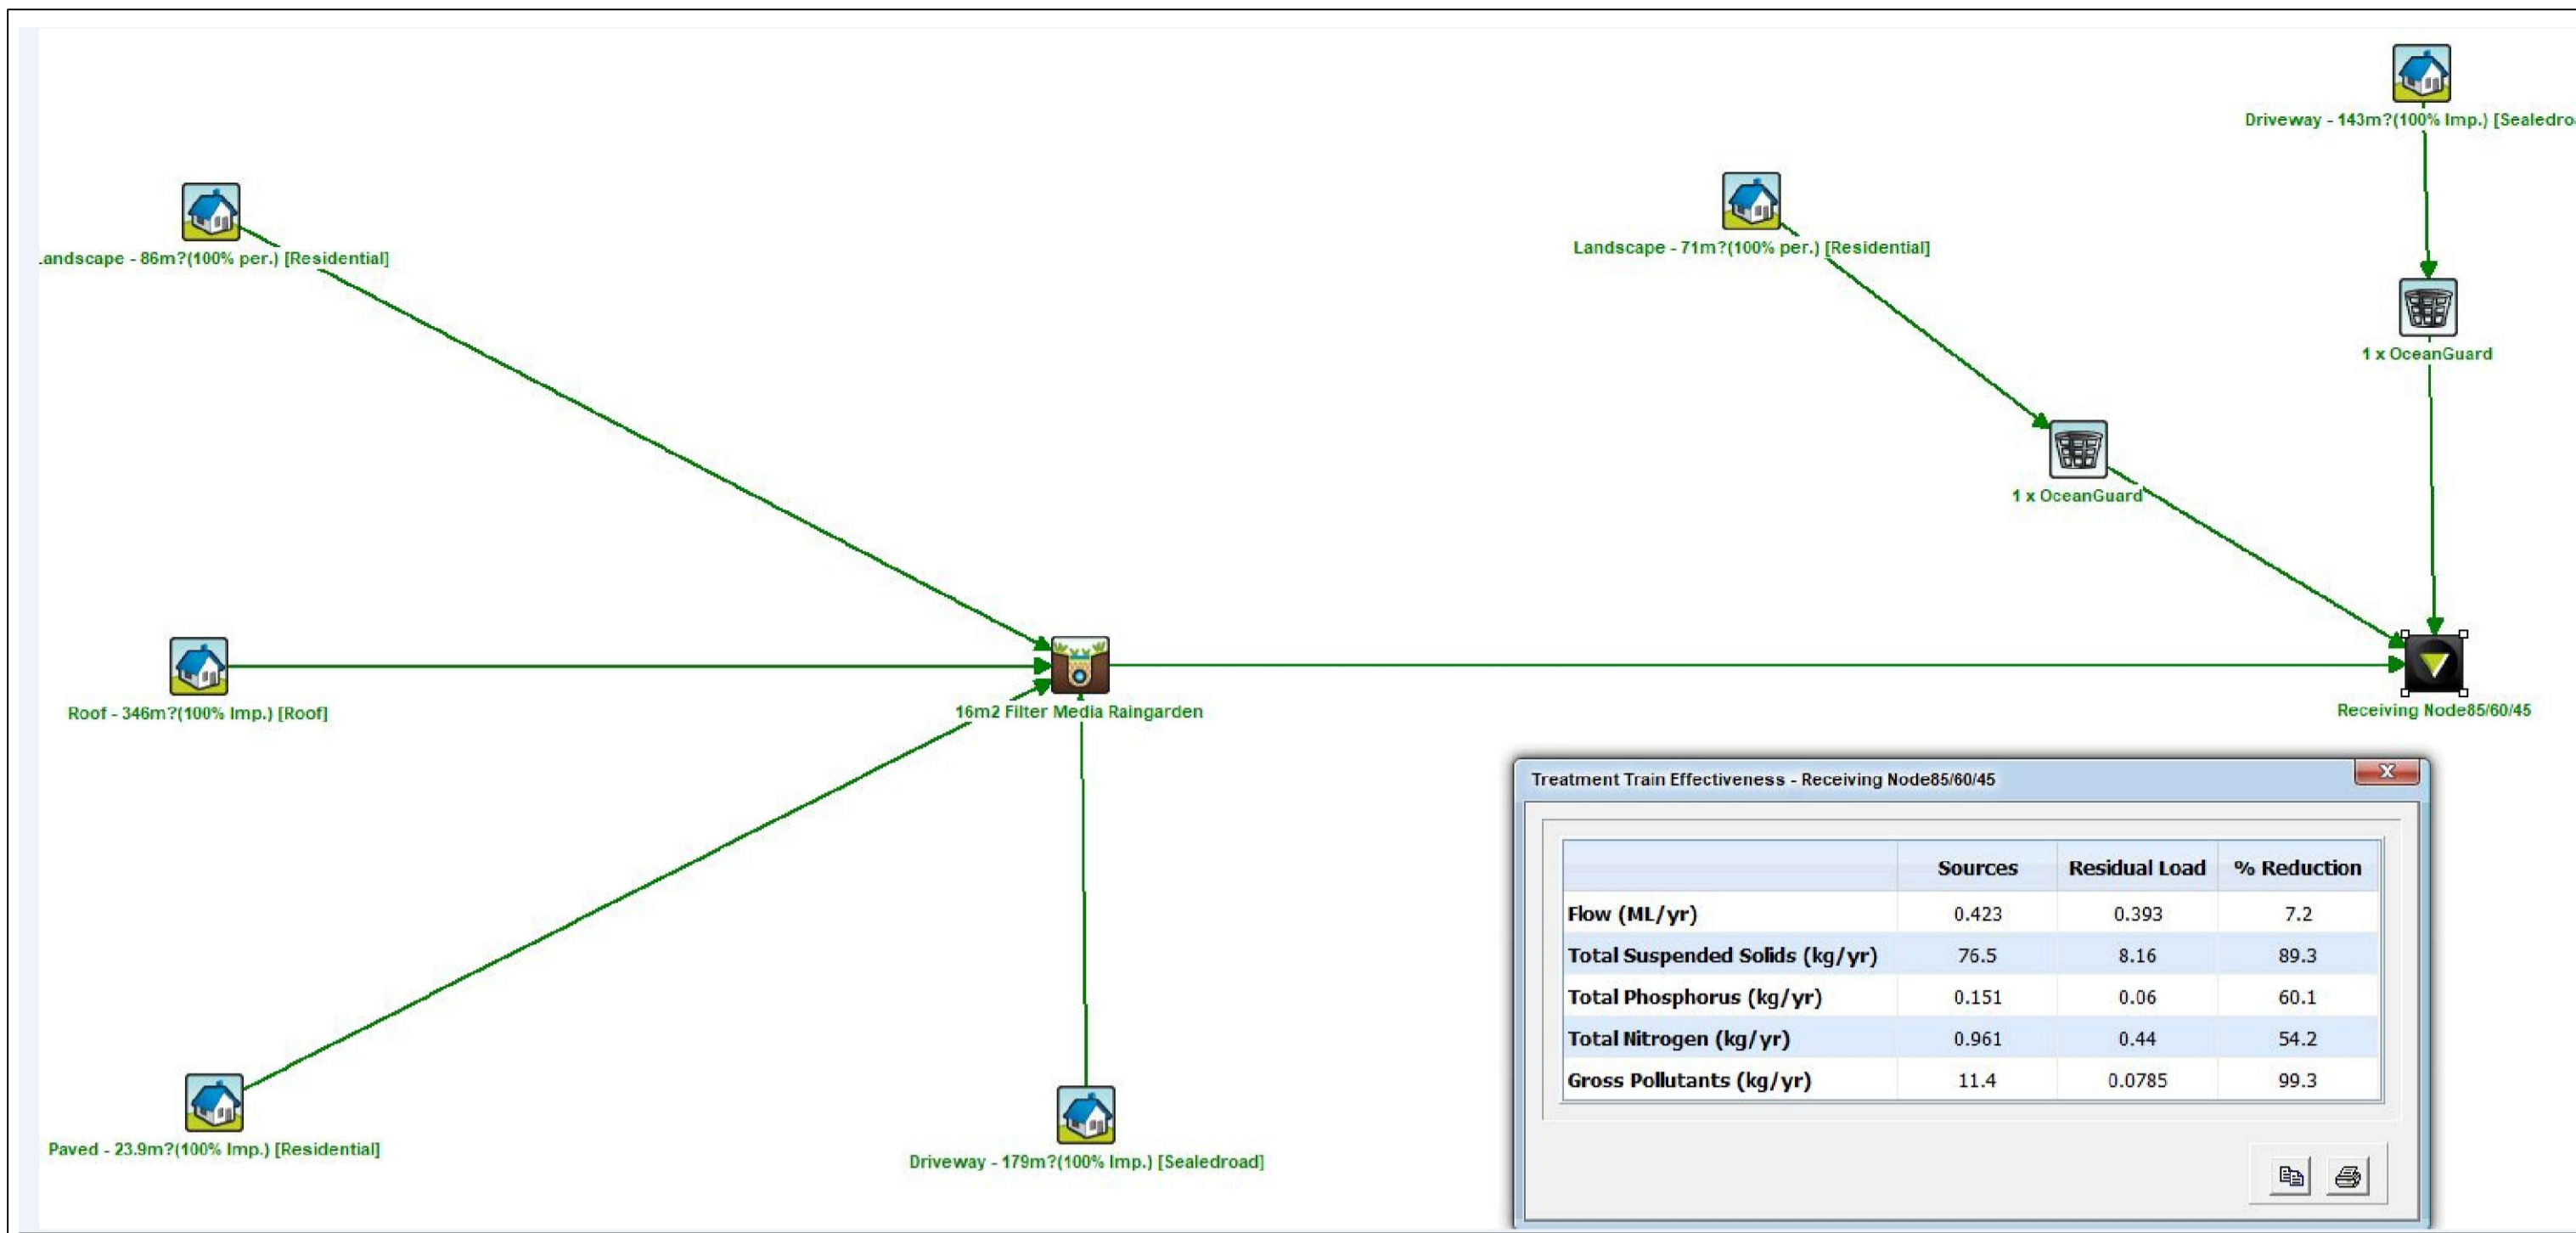 Driveway - 143m?(100% Imp.) [Sealedro
Landscape - 71m?(100% per.) [Residential]
andscape - 86m?(100% per.) [Residential]
1 x OceanGuard
1 x OceanGuard
Roof - 346m?(100% Imp.) [Roof]
16m2 Filter Media Raingarden
Receiving Node85/60/45
Paved - 23.9m?(100% Imp.) [Residential]
Driveway - 179m?(100% Imp.) [Sealedroad]
Treatment Train Effectiveness - Receiving Node85/60/45
Sources Residual Load % Reduction
Flow (ML/yr) 0.423 0.393 7.2
Total Suspended Solids (kg/yr) 76.5 8.16 89.3
Total Phosphorus (kg/yr) 0.151 0.06 60.1
Total Nitrogen (kg/yr) 0.961 0.44 54.2
Gross Pollutants (kg/yr) 11.4 0.0785 99.3